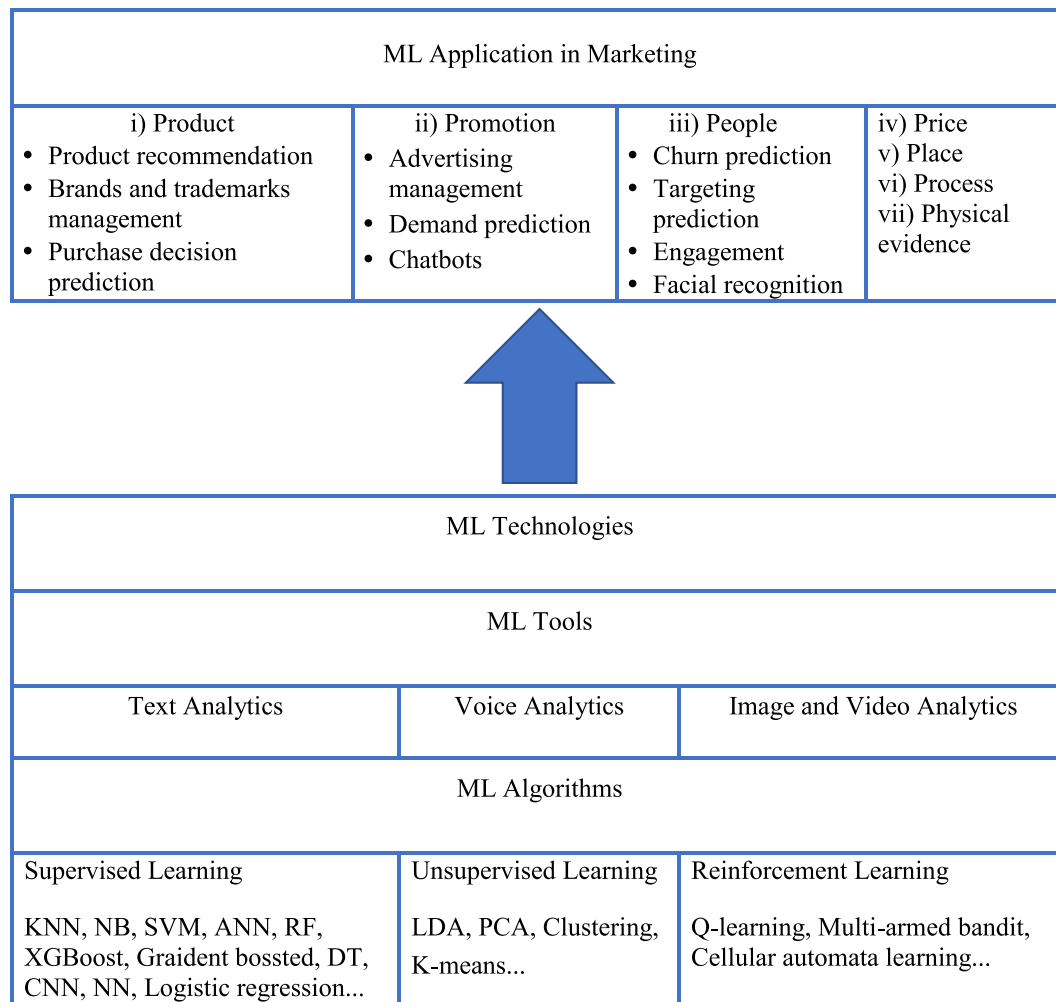 ML Application in Marketing
i) Product
• Product recommendation
• Brands and trademarks
management
• Purchase decision
prediction
ii) Promotion
• Advertising
management
• Demand prediction
• Chatbots
iii) People
• Churn prediction
• Targeting
prediction
• Engagement
• Facial recognition
iv) Price
v) Place
vi) Process
vii) Physical
evidence
ML Technologies
ML Tools
Text Analytics
Voice Analytics
Image and Video Analytics
ML Algorithms
Supervised Learning
KNN, NB, SVM, ANN, RF,
XGBoost, Graident bossted, DT,
CNN, NN, Logistic regression...
Unsupervised Learning
LDA, PCA, Clustering,
K-means...
Reinforcement Learning
Q-learning, Multi-armed bandit,
Cellular automata learning...